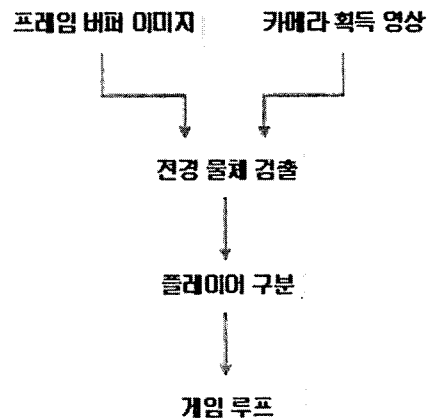 프레임 버퍼 이미지
카메라 획득 영상
전경 물체 검출
플레이어 구분
게임 루프